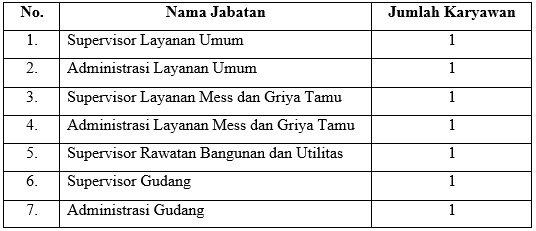 No. Nama Jabatan Jumlah Karyawan
1. Supervisor Layanan Umum 1
2. Administrasi Layanan Umum 1
3. Supervisor Layanan Mess dan Griya Tamu 1
4. Administrasi Layanan Mess dan Griya Tamu 1
5. Supervisor Rawatan Bangunan dan Utilitas 1
6. Supervisor Gudang 1
7. Administrasi Gudang 1